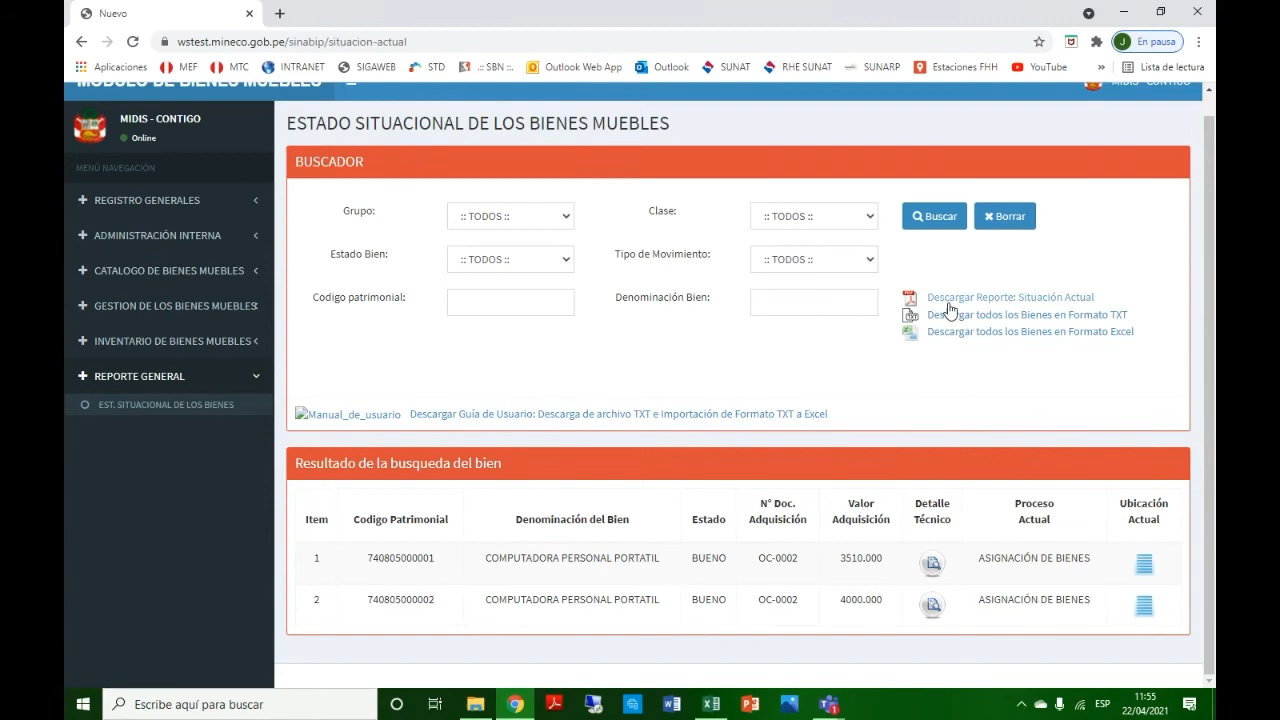 Nuevo
wstest.mineco.gob.pe/sinabip/situacion-actual
J En pausa
Aplicaciones MEF MTC INTRANET SIGAWEB STD .:: SBN ::. Outlook Web App Outlook SUNAT RHE SUNAT SUNARP Estaciones FHH YouTube » Lista de lectura
MODULO DE BIENES MUEBLES
MIDIS - CONTIGO
MIDIS - CONTIGO
Online
MENÚ NAVEGACIÓN
REGISTRO GENERALES
ADMINISTRACIÓN INTERNA
CATALOGO DE BIENES MUEBLES
GESTION DE LOS BIENES MUEBLES
INVENTARIO DE BIENES MUEBLES
REPORTE GENERAL
EST. SITUACIONAL DE LOS BIENES
ESTADO SITUACIONAL DE LOS BIENES MUEBLES
BUSCADOR
Grupo: :: TODOS :: Clase: :: TODOS :: Buscar Borrar
Estado Bien: :: TODOS :: Tipo de Movimiento: :: TODOS ::
Codigo patrimonial: Denominación Bien:
Descargar Reporte: Situación Actual
Descargar todos los Bienes en Formato TXT
Descargar todos los Bienes en Formato Excel
Manual_de_usuario Descargar Guía de Usuario: Descarga de archivo TXT e Importación de Formato TXT a Excel
Resultado de la busqueda del bien
Item Codigo Patrimonial Denominación del Bien Estado N° Doc. Adquisición Valor Adquisición Detalle Técnico Proceso Actual Ubicación Actual
1 740805000001 COMPUTADORA PERSONAL PORTATIL BUENO OC-0002 3510.000 ASIGNACIÓN DE BIENES
2 740805000002 COMPUTADORA PERSONAL PORTATIL BUENO OC-0002 4000.000 ASIGNACIÓN DE BIENES
Escribe aquí para buscar
ESP
11:55
22/04/2021